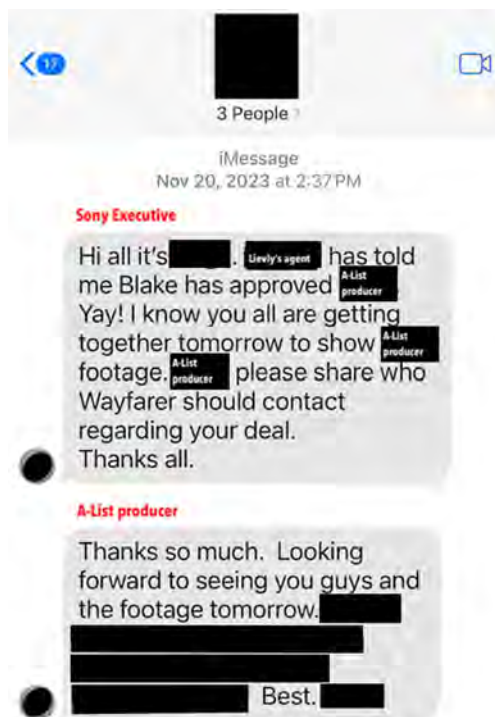 17
3 People >
iMessage
Nov 20, 2023 at 2:37 PM
Sony Executive
Hi all it's . Lievly's agent has told
me Blake has approved A-List producer
Yay! I know you all are getting
together tomorrow to show A-List producer
footage. A-List producer please share who
Wayfarer should contact
regarding your deal.
Thanks all.
A-List producer
Thanks so much. Looking
forward to seeing you guys and
the footage tomorrow.
Best.